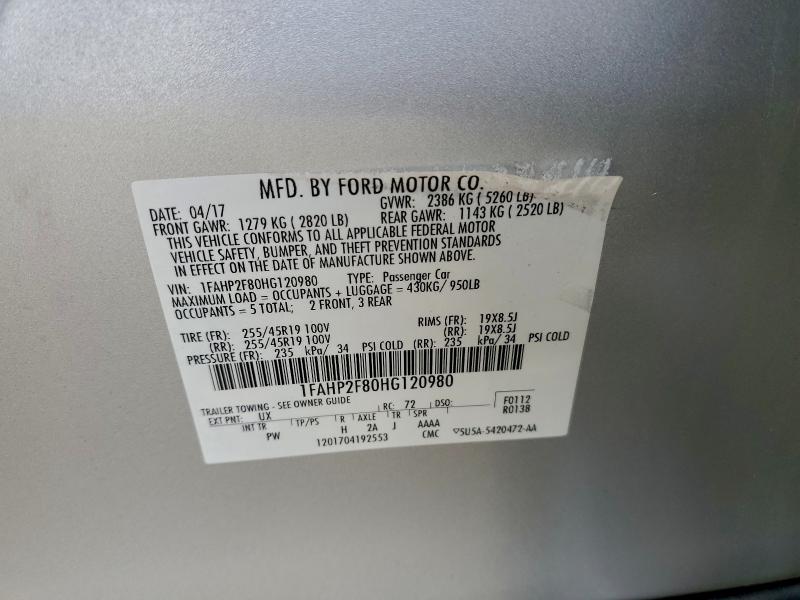 MFD. BY FORD MOTOR CO.
DATE: 04/17 GVWR: 2386 KG ( 5260 LB)
FRONT GAWR: 1279 KG ( 2820 LB) REAR GAWR: 1143 KG ( 2520 LB)
THIS VEHICLE CONFORMS TO ALL APPLICABLE FEDERAL MOTOR
VEHICLE SAFETY, BUMPER, AND THEFT PREVENTION STANDARDS
IN EFFECT ON THE DATE OF MANUFACTURE SHOWN ABOVE.
VIN: 1FAHP2F80HG120980 TYPE: Passenger Car
MAXIMUM LOAD = OCCUPANTS + LUGGAGE = 430KG/ 950LB
OCCUPANTS = 5 TOTAL; 2 FRONT, 3 REAR
TIRE (FR): 255/45R19 100V RIMS (FR): 19X8.5J
(RR): 255/45R19 100V (RR): 19X8.5J
PRESSURE (FR): 235 kPa/ 34 PSI COLD (RR): 235 kPa/ 34 PSI COLD
1FAHP2F80HG120980
TRAILER TOWING - SEE OWNER GUIDE
EXT PNT: UX RC: 72 DSO: F0112
R0138
INT TR TP/PS R AXLE TR SPR
PW H 2A J AAAA
1201704192553 CMC ▽SU5A-5420472-AA